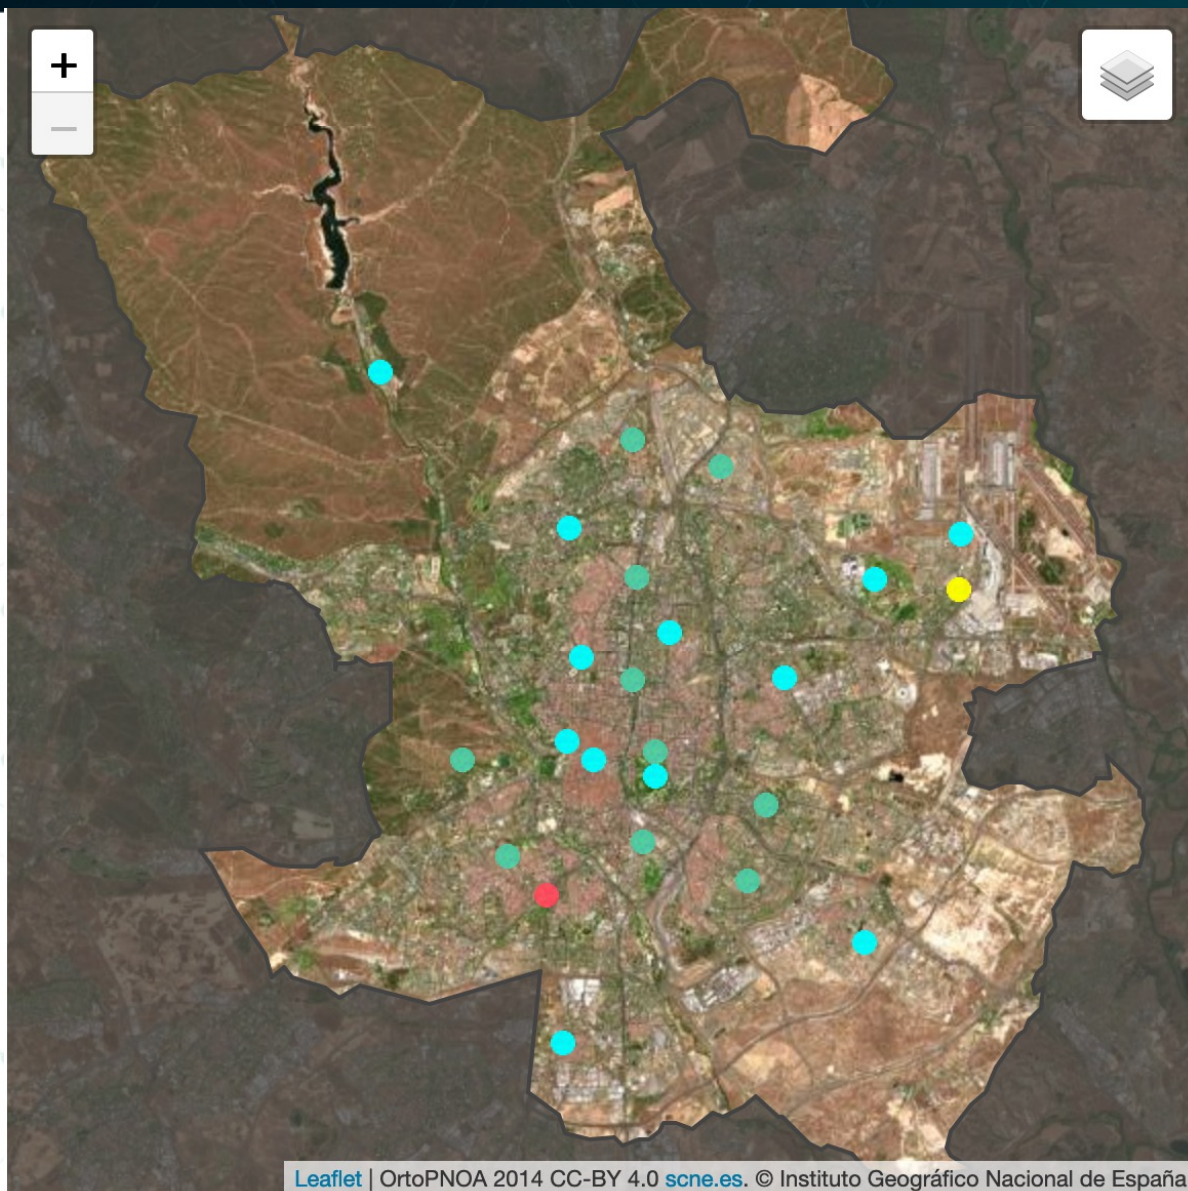 +
−
Leaflet | OrtoPNOA 2014 CC-BY 4.0 scne.es. © Instituto Geográfico Nacional de España